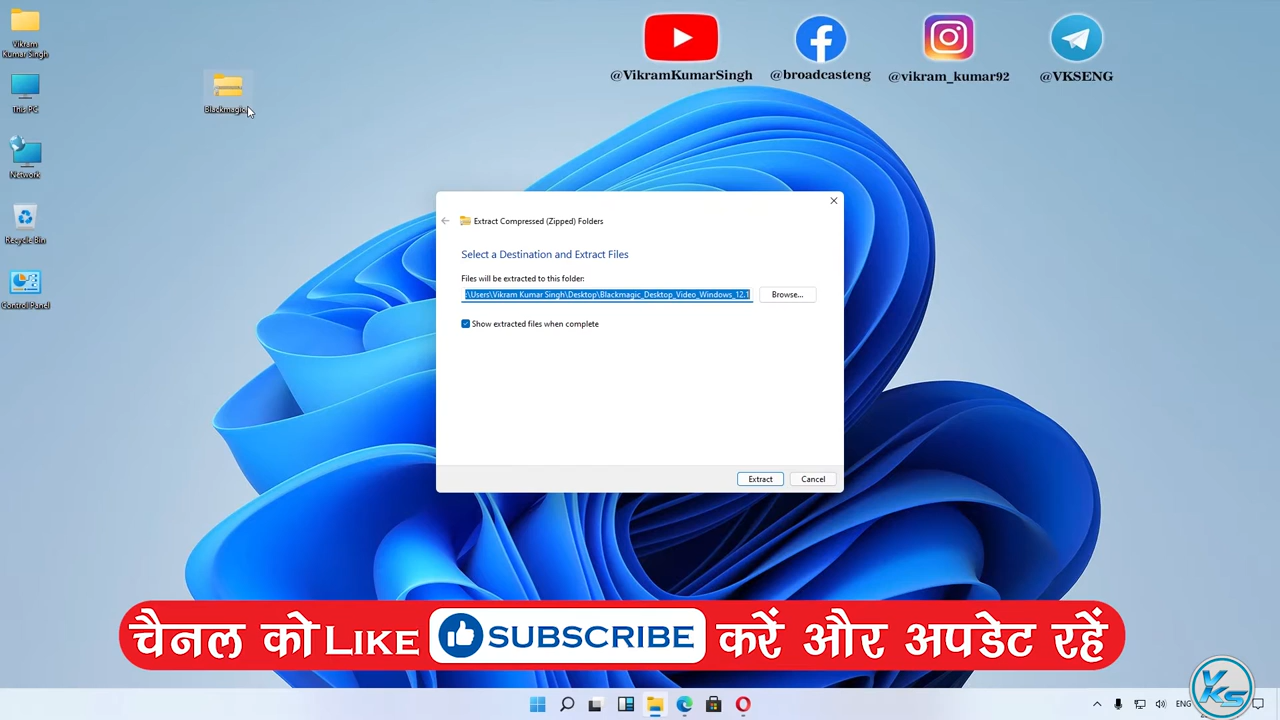 Vikram
Kumar Singh
This PC
Network
Recycle Bin
Control Panel
Blackmagic
@VikramKumarSingh
@broadcasteng
@vikram_kumar92
@VKSENG
Extract Compressed (Zipped) Folders
Select a Destination and Extract Files
Files will be extracted to this folder:
:\Users\Vikram Kumar Singh\Desktop\Blackmagic_Desktop_Video_Windows_12.1
Browse...
Show extracted files when complete
Extract
Cancel
चैनल को LIKE SUBSCRIBE करें और अपडेट रहें
ENG
VKS